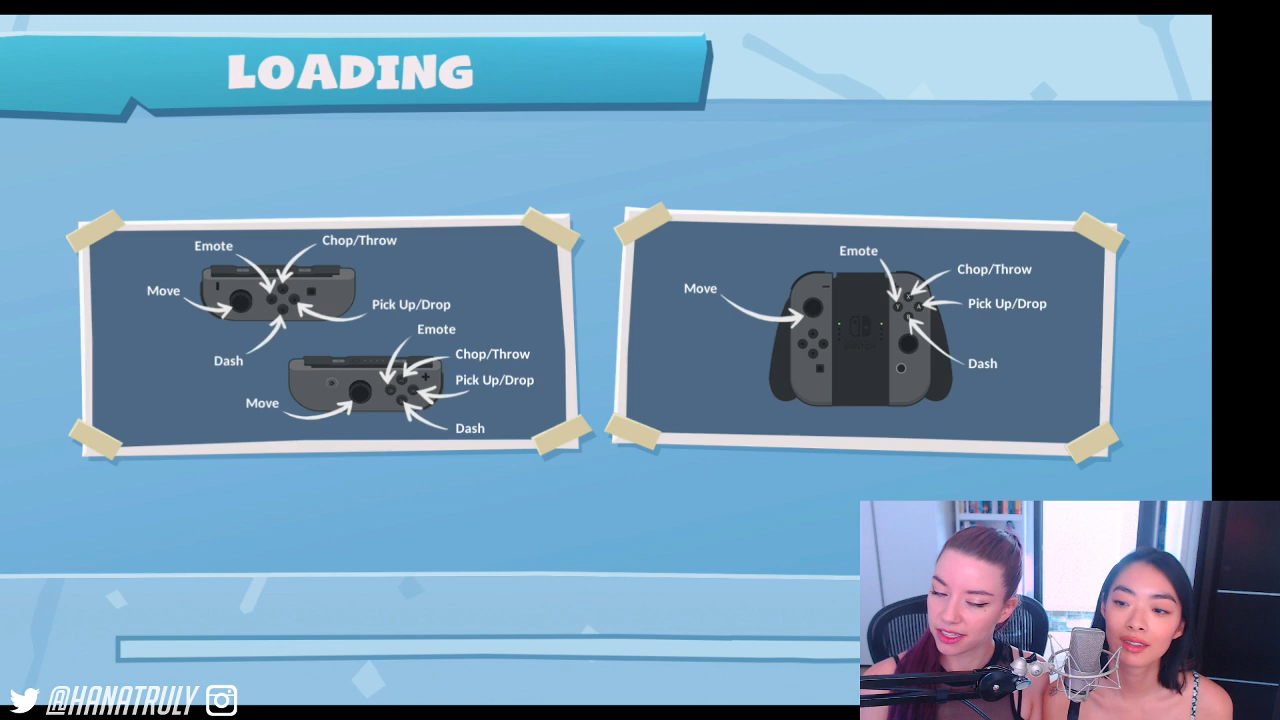 LOADING
Emote
Chop/Throw
Move
Pick Up/Drop
Dash
Emote
Chop/Throw
Pick Up/Drop
Move
Dash
Emote
Chop/Throw
Move
Pick Up/Drop
Dash
@HANATRULY